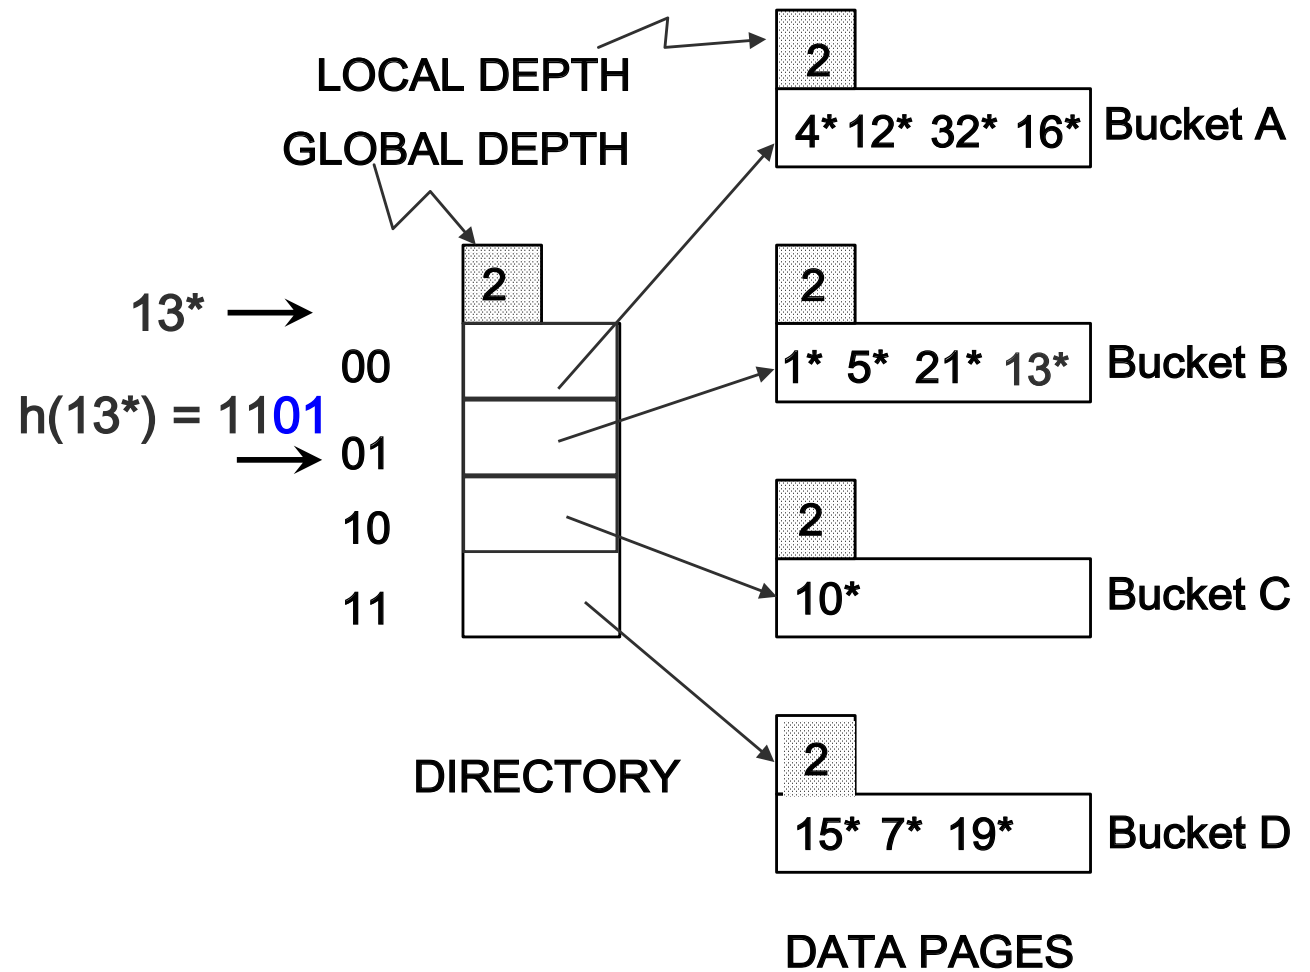 LOCAL DEPTH
GLOBAL DEPTH
2
4* 12* 32* 16*
Bucket A
2
13*
2
00
1* 5* 21* 13*
Bucket B
h(13*) = 1101
01
10
11
2
10*
Bucket C
DIRECTORY
2
15* 7* 19*
Bucket D
DATA PAGES